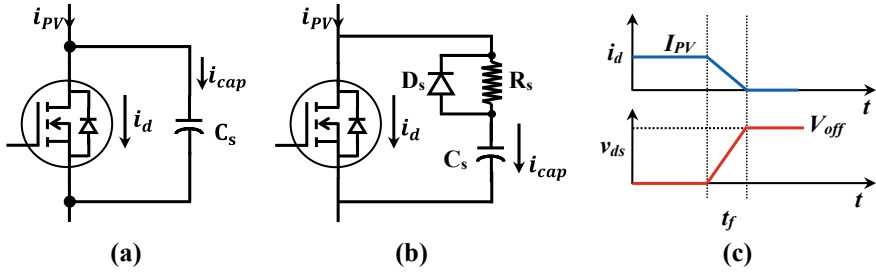 i_PV
i_cap
i_d
C_s
(a)
i_PV
D_s
R_s
i_d
C_s
i_cap
(b)
i_d
I_PV
t
v_ds
V_off
t
t_f
(c)